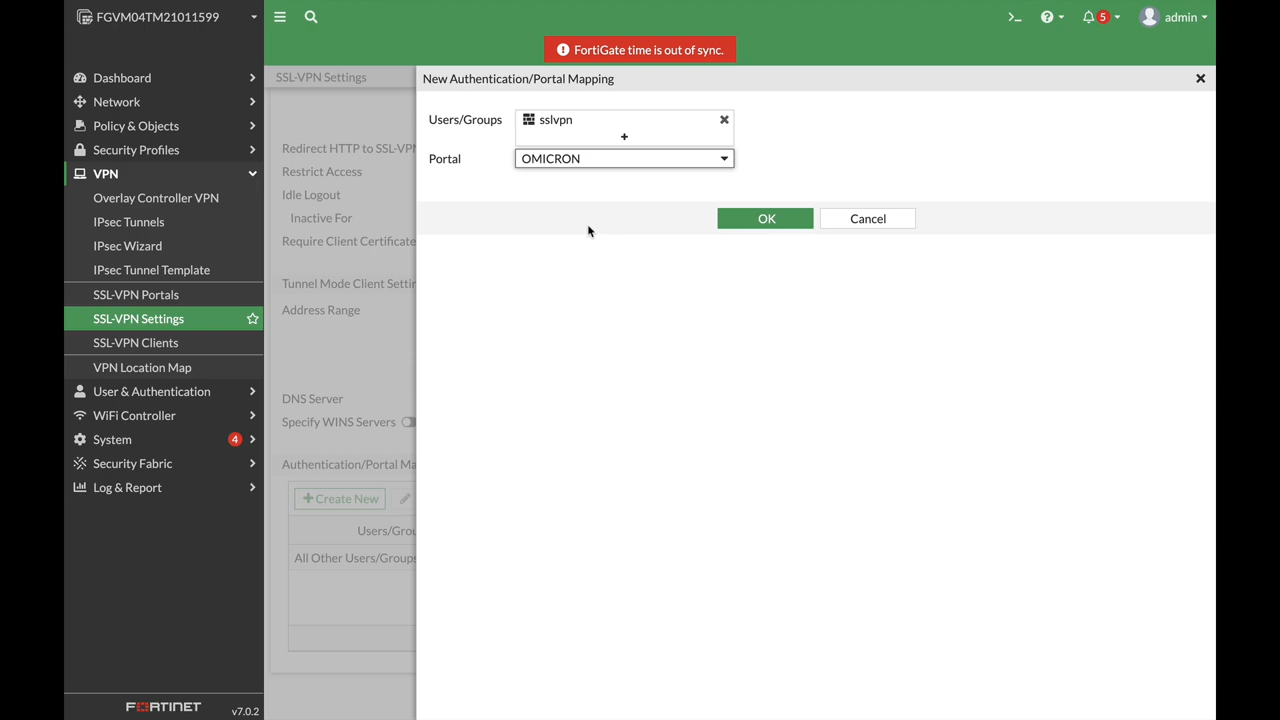 FGVM04TM21011599
5
admin
FortiGate time is out of sync.
Dashboard
Network
Policy & Objects
Security Profiles
VPN
Overlay Controller VPN
IPsec Tunnels
IPsec Wizard
IPsec Tunnel Template
SSL-VPN Portals
SSL-VPN Settings
SSL-VPN Clients
VPN Location Map
User & Authentication
WiFi Controller
System 4
Security Fabric
Log & Report
FORTINET v7.0.2
SSL-VPN Settings
Redirect HTTP to SSL-VPN
Restrict Access
Idle Logout
Inactive For
Require Client Certificate
Tunnel Mode Client Settin
Address Range
DNS Server
Specify WINS Servers
Authentication/Portal Ma
Create New
Users/Grou
All Other Users/Groups
New Authentication/Portal Mapping
Users/Groups sslvpn
+
Portal OMICRON
OK Cancel